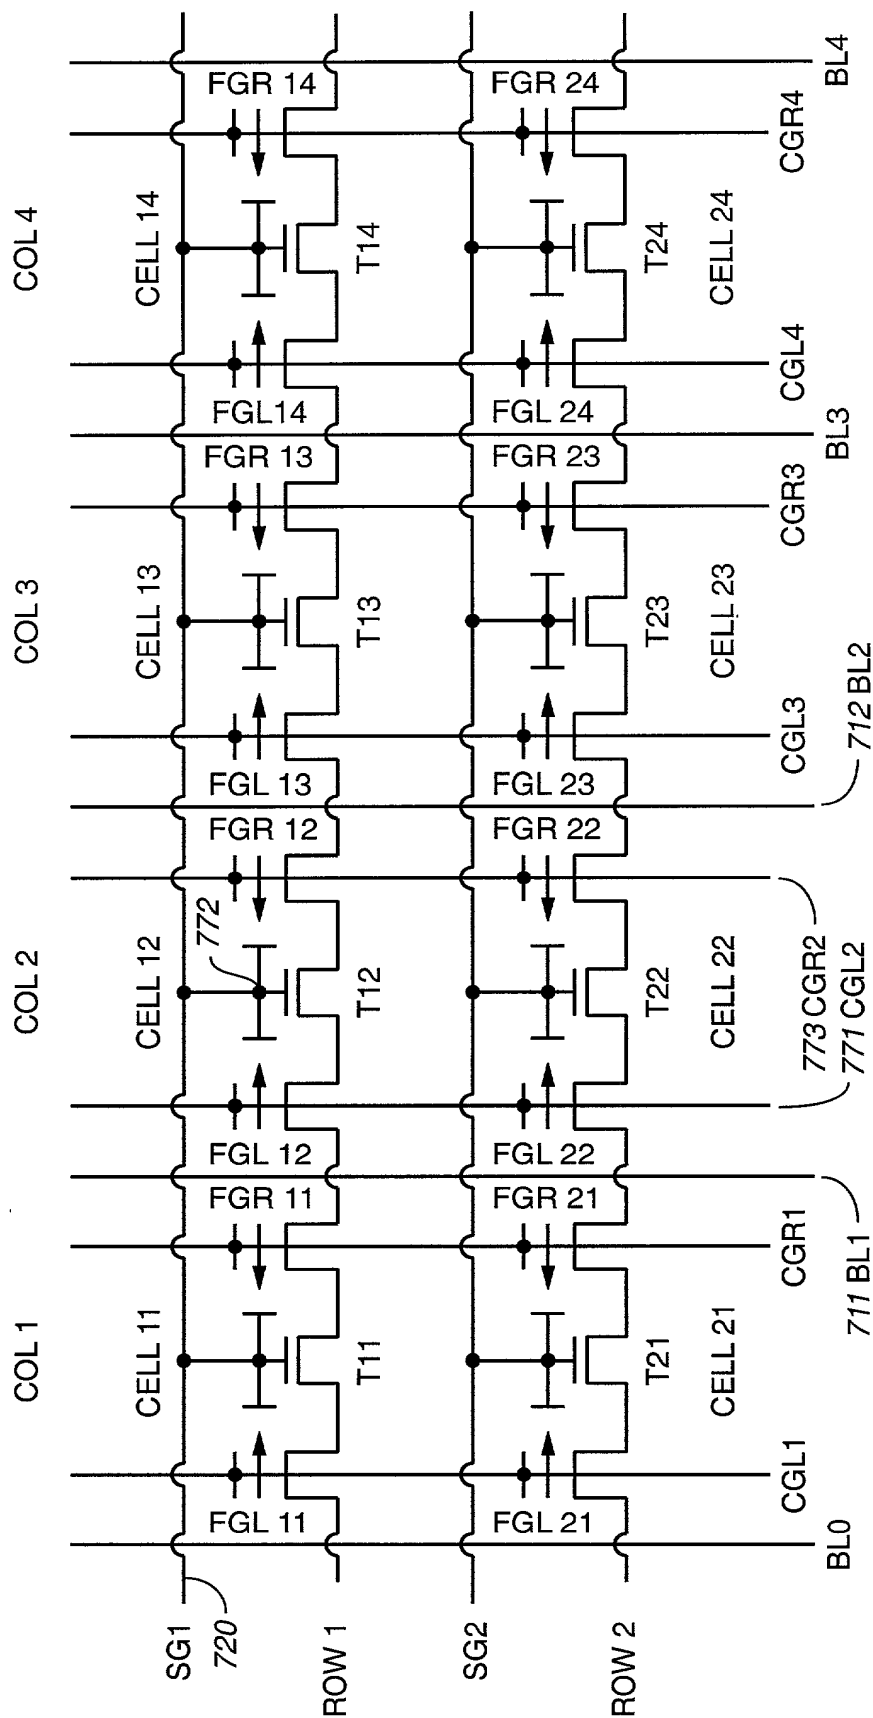 COL 1
COL 2
COL 3
COL 4
SG1
720
CELL 11
CELL 12
772
CELL 13
CELL 14
FGL 11
FGR 11
FGL 12
FGR 12
FGL 13
FGR 13
FGL14
FGR 14
ROW 1
T11
T12
T13
T14
SG2
FGL 21
FGR 21
FGL 22
FGR 22
FGL 23
FGR 23
FGL 24
FGR 24
ROW 2
T21
T22
T23
T24
CELL 21
CELL 22
CELL 23
CELL 24
CGL1
CGR1
773 CGR2
771 CGL2
CGL3
CGR3
CGL4
CGR4
BL0
711 BL1
712 BL2
BL3
BL4